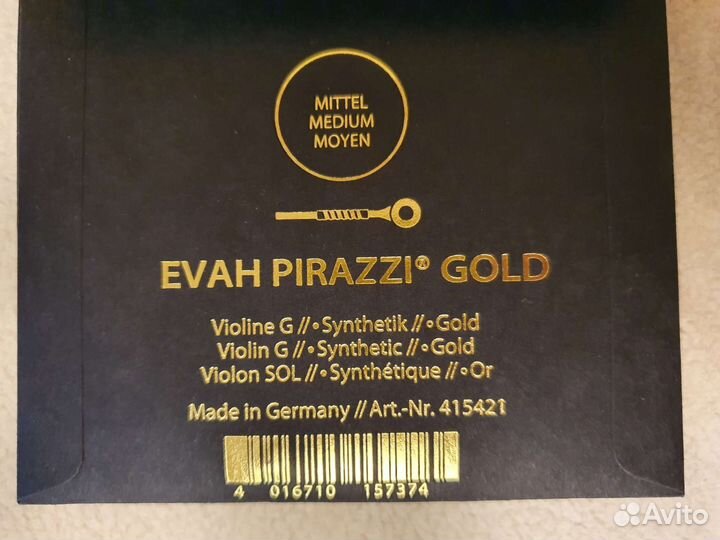 MITTEL
MEDIUM
MOYEN
EVAH PIRAZZI® GOLD
Violine G //•Synthetik //•Gold
Violin G //•Synthetic //•Gold
Violon SOL //•Synthétique //•Or
Made in Germany // Art.-Nr. 415421
4 016710 157374
Avito